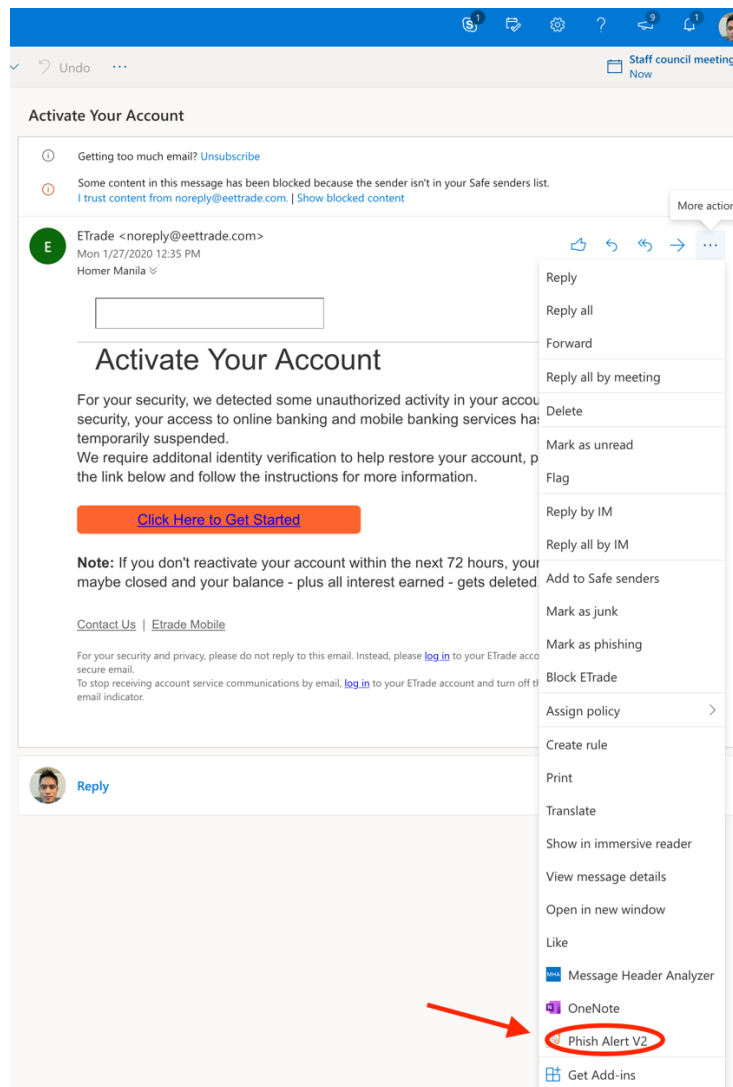 1
9
1
Undo
Staff council meeting
Now
Activate Your Account
Getting too much email? Unsubscribe
Some content in this message has been blocked because the sender isn't in your Safe senders list.
I trust content from noreply@eettrade.com. | Show blocked content
More action
E
ETrade <noreply@eettrade.com>
Mon 1/27/2020 12:35 PM
Homer Manila
Activate Your Account
For your security, we detected some unauthorized activity in your accou
security, your access to online banking and mobile banking services has
temporarily suspended.
We require additonal identity verification to help restore your account, p
the link below and follow the instructions for more information.
Click Here to Get Started
Note: If you don't reactivate your account within the next 72 hours, your
maybe closed and your balance - plus all interest earned - gets deleted.
Contact Us | Etrade Mobile
For your security and privacy, please do not reply to this email. Instead, please log in to your ETrade acco
secure email.
To stop receiving account service communications by email, log in to your ETrade account and turn off th
email indicator.
Reply
Reply
Reply all
Forward
Reply all by meeting
Delete
Mark as unread
Flag
Reply by IM
Reply all by IM
Add to Safe senders
Mark as junk
Mark as phishing
Block ETrade
Assign policy
Create rule
Print
Translate
Show in immersive reader
View message details
Open in new window
Like
MHA Message Header Analyzer
OneNote
Phish Alert V2
Get Add-ins